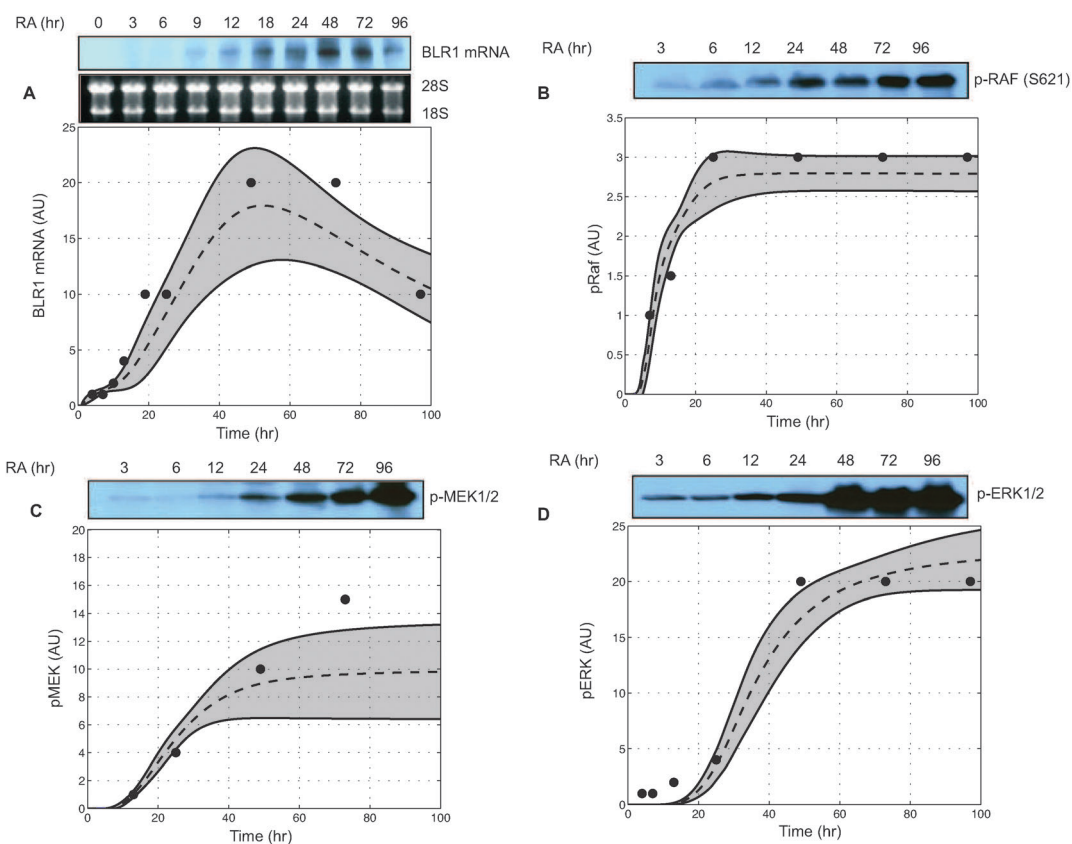 RA (hr) 0 3 6 9 12 18 24 48 72 96
BLR1 mRNA
28S
18S
A
25
20
15
10
5
0
BLR1 mRNA (AU)
0 20 40 60 80 100
Time (hr)
RA (hr) 3 6 12 24 48 72 96
p-RAF (S621)
B
3.5
3
2.5
2
1.5
1
0.5
0
pRaf (AU)
0 20 40 60 80 100
Time (hr)
RA (hr) 3 6 12 24 48 72 96
p-MEK1/2
C
20
18
16
14
12
10
8
6
4
2
0
pMEK (AU)
0 20 40 60 80 100
Time (hr)
RA (hr) 3 6 12 24 48 72 96
p-ERK1/2
D
25
20
15
10
5
0
pERK (AU)
0 20 40 60 80 100
Time (hr)